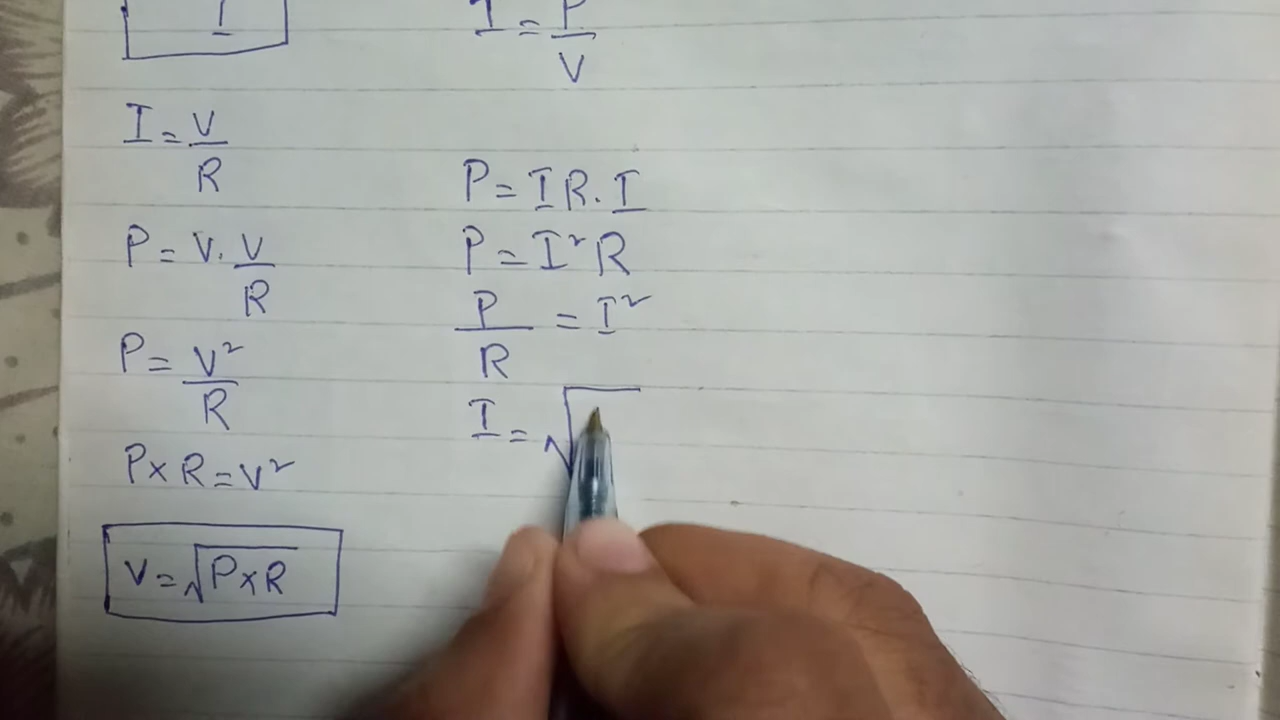 I = P/V
I = V/R
P = V. V/R
P = V²/R
P x R = V²
V = √P x R
P = I R. I
P = I² R
P/R = I²
I = √